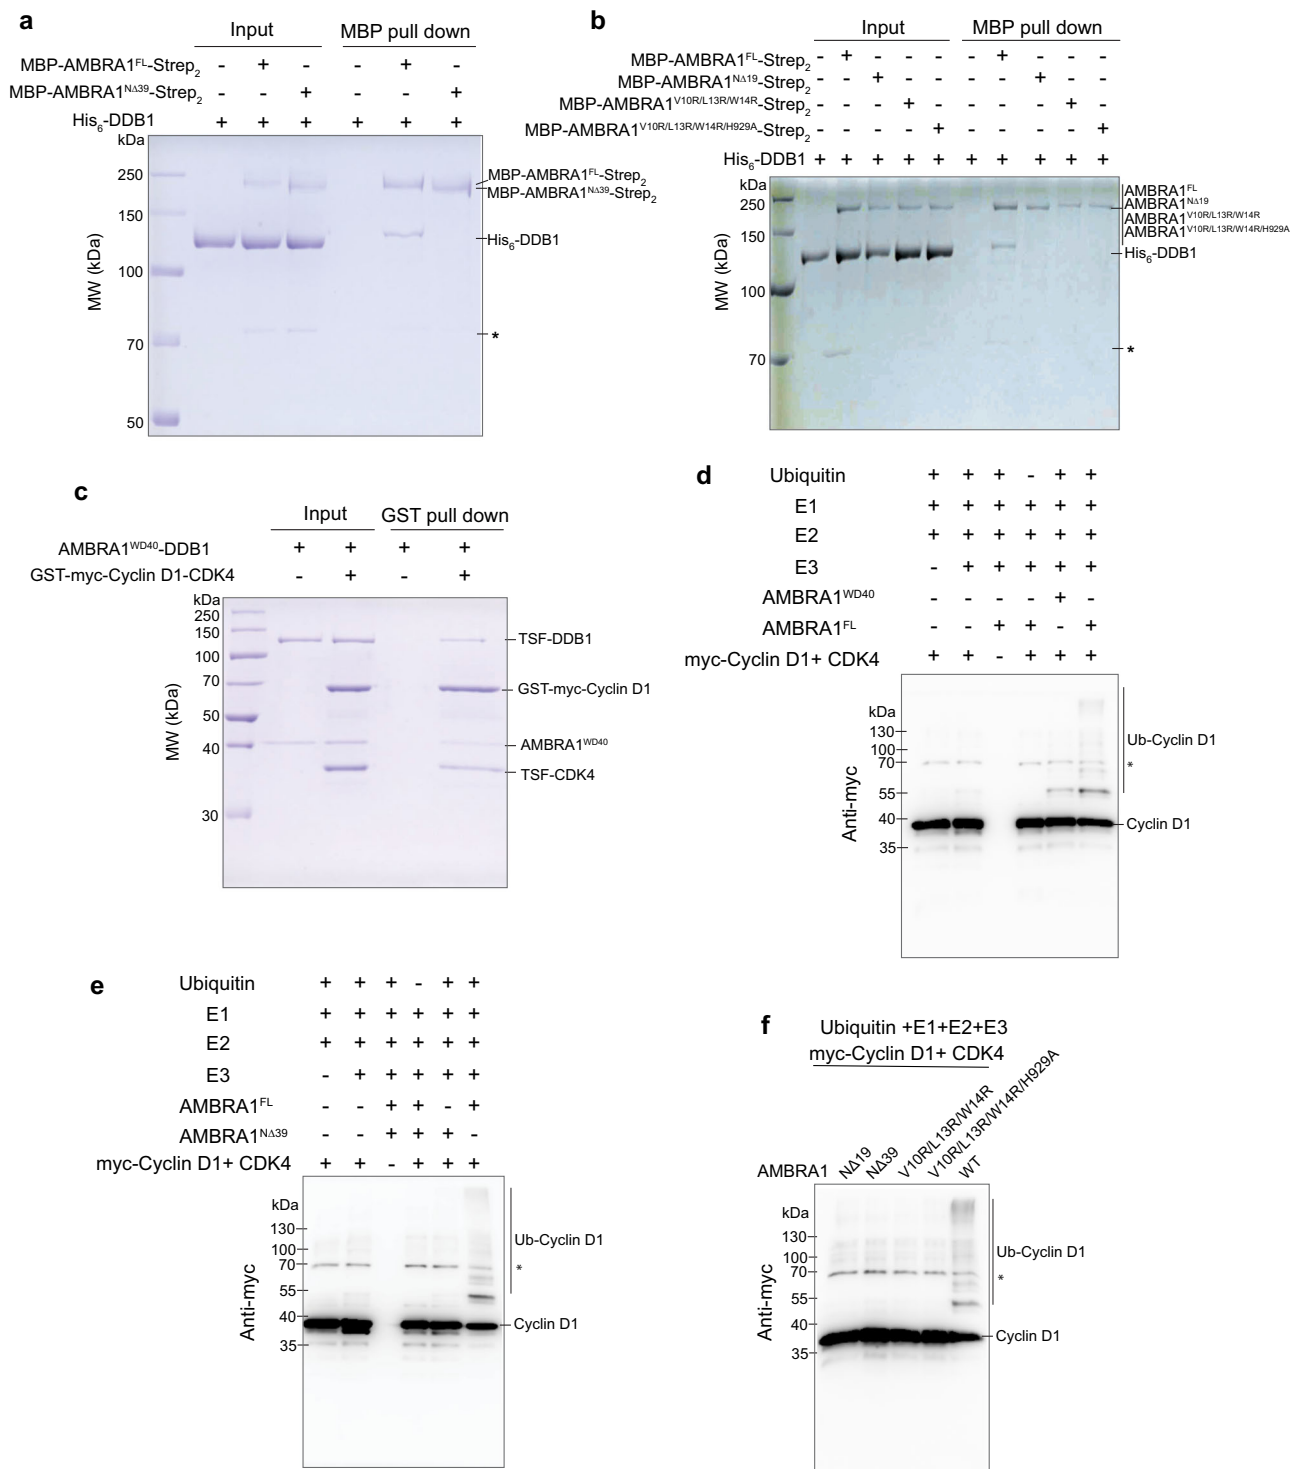 a
Input MBP pull down
MBP-AMBRA1FL-Strep2 - + - - + -
MBP-AMBRA1NΔ39-Strep2 - - + - - +
His6-DDB1 + + + + + +
kDa
250
150
100
70
50
MW (kDa)
MBP-AMBRA1FL-Strep2
MBP-AMBRA1NΔ39-Strep2
His6-DDB1
*
b
Input MBP pull down
MBP-AMBRA1FL-Strep2 - + - - - - + - - -
MBP-AMBRA1NΔ19-Strep2 - - + - - - - + - -
MBP-AMBRA1V10R/L13R/W14R-Strep2 - - - + - - - - + -
MBP-AMBRA1V10R/L13R/W14R/H929A-Strep2 - - - - + - - - - +
His6-DDB1 + + + + + + + + + +
kDa
250
150
100
70
MW (kDa)
AMBRA1FL
AMBRA1NΔ19
AMBRA1V10R/L13R/W14R
AMBRA1V10R/L13R/W14R/H929A
His6-DDB1
*
c
Input GST pull down
AMBRA1WD40-DDB1 + + + +
GST-myc-Cyclin D1-CDK4 - + - +
kDa
250
150
100
70
50
40
30
MW (kDa)
TSF-DDB1
GST-myc-Cyclin D1
AMBRA1WD40
TSF-CDK4
d
Ubiquitin + + + - + +
E1 + + + + + +
E2 + + + + + +
E3 - + + + + +
AMBRA1WD40 - - - - + -
AMBRA1FL - - + + - +
myc-Cyclin D1+ CDK4 + + - + + +
kDa
130
100
70
55
40
35
Anti-myc
Ub-Cyclin D1
*
Cyclin D1
e
Ubiquitin + + + - + +
E1 + + + + + +
E2 + + + + + +
E3 - + + + + +
AMBRA1FL - - + + - +
AMBRA1NΔ39 - - + + + -
myc-Cyclin D1+ CDK4 + + - + + +
kDa
130
100
70
55
40
35
Anti-myc
Ub-Cyclin D1
*
Cyclin D1
f
Ubiquitin +E1+E2+E3
myc-Cyclin D1+ CDK4
AMBRA1 NΔ19 NΔ39 V10R/L13R/W14R V10R/L13R/W14R/H929A WT
kDa
130
100
70
55
40
35
Anti-myc
Ub-Cyclin D1
*
Cyclin D1